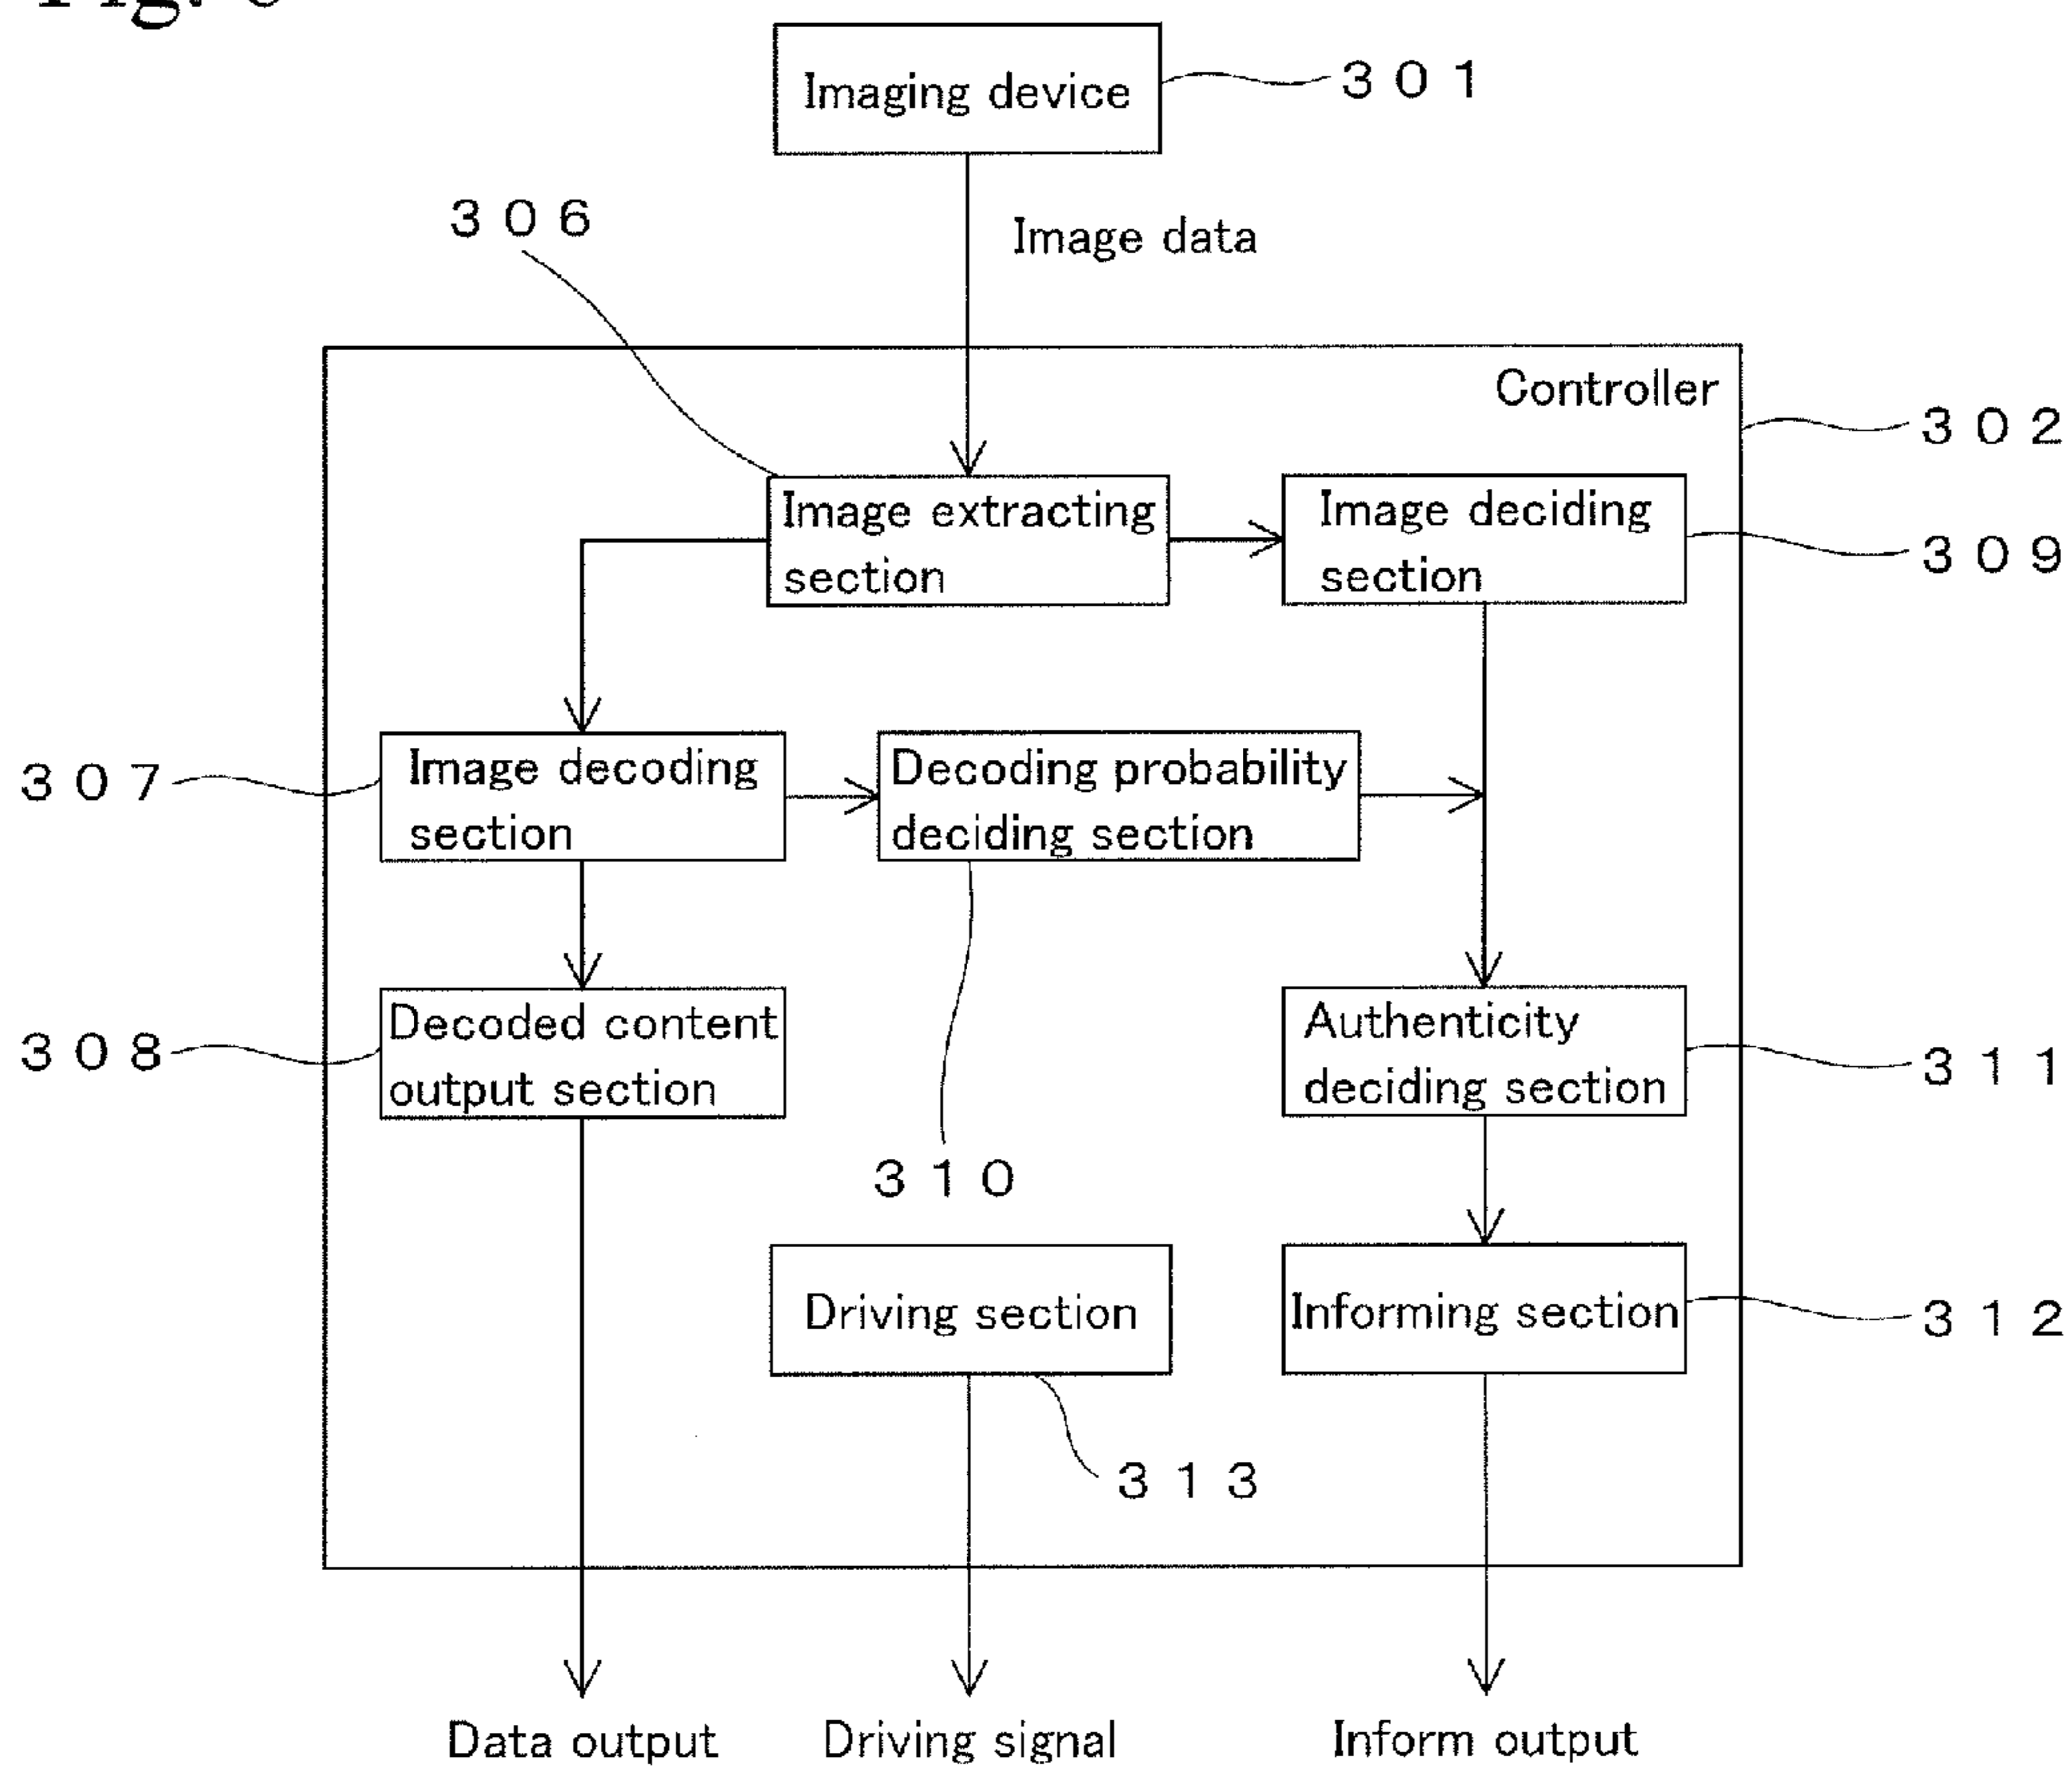 Imaging device
３０１
３０６
Image data
Controller
３０２
Image extracting
section
Image deciding
section
３０９
３０７
Image decoding
section
Decoding probability
deciding section
３０８
Decoded content
output section
Authenticity
deciding section
３１１
３１０
Driving section
Informing section
３１２
３１３
Data output
Driving signal
Inform output